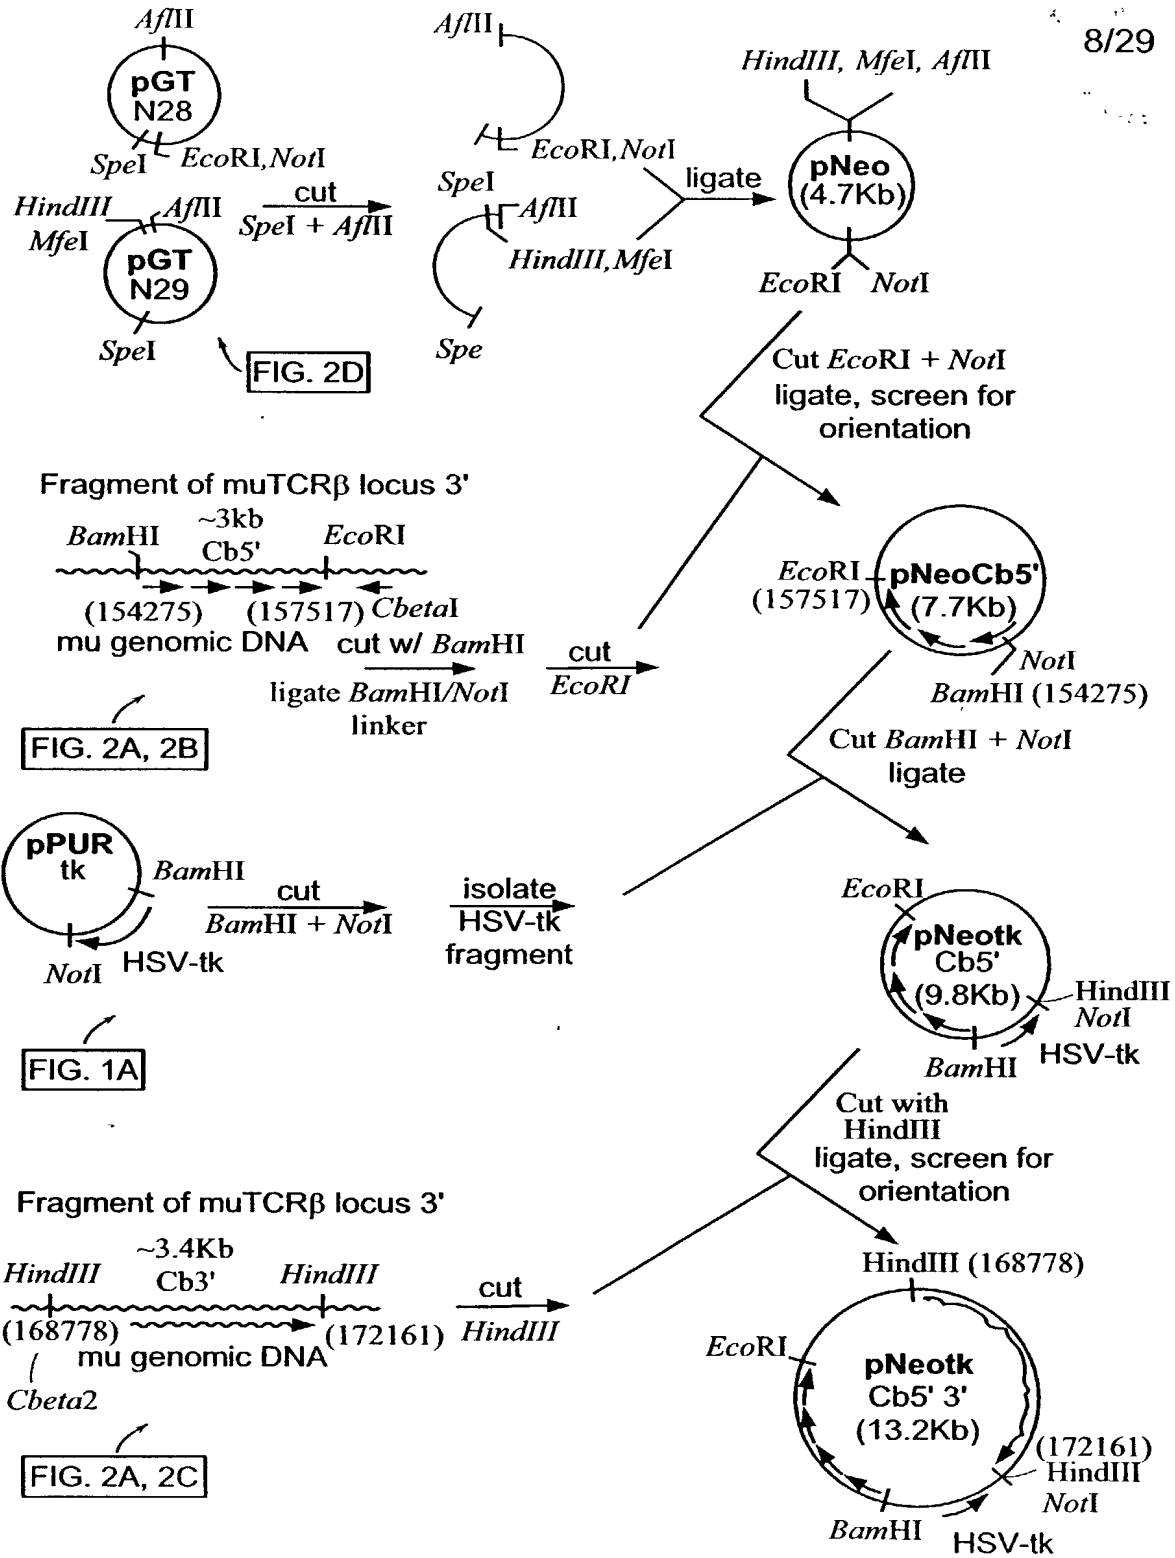 8/29
AflII
pGT
N28
SpeI
EcoRI,NotI
HindIII
MfeI
AflII
pGT
N29
SpeI
FIG. 2D
cut
SpeI + AflII
AflII
EcoRI,NotI
SpeI
AflII
HindIII,MfeI
Spe
ligate
HindIII, MfeI, AflII
pNeo
(4.7Kb)
EcoRI NotI
Cut EcoRI + NotI
ligate, screen for
orientation
Fragment of muTCRβ locus 3'
~3kb
BamHI Cb5' EcoRI
(154275) (157517) CbetaI
mu genomic DNA
cut w/ BamHI
ligate BamHI/NotI
linker
cut
EcoRI
FIG. 2A, 2B
EcoRI
(157517)
pNeoCb5'
(7.7Kb)
NotI
BamHI (154275)
Cut BamHI + NotI
ligate
pPUR
tk
BamHI
NotI
HSV-tk
cut
BamHI + NotI
isolate
HSV-tk
fragment
FIG. 1A
EcoRI
pNeotk
Cb5'
(9.8Kb)
HindIII
NotI
HSV-tk
BamHI
Cut with
HindIII
ligate, screen for
orientation
Fragment of muTCRβ locus 3'
~3.4Kb
HindIII Cb3' HindIII
(168778) (172161)
mu genomic DNA
Cbeta2
cut
HindIII
FIG. 2A, 2C
HindIII (168778)
EcoRI
pNeotk
Cb5' 3'
(13.2Kb)
(172161)
HindIII
NotI
BamHI
HSV-tk